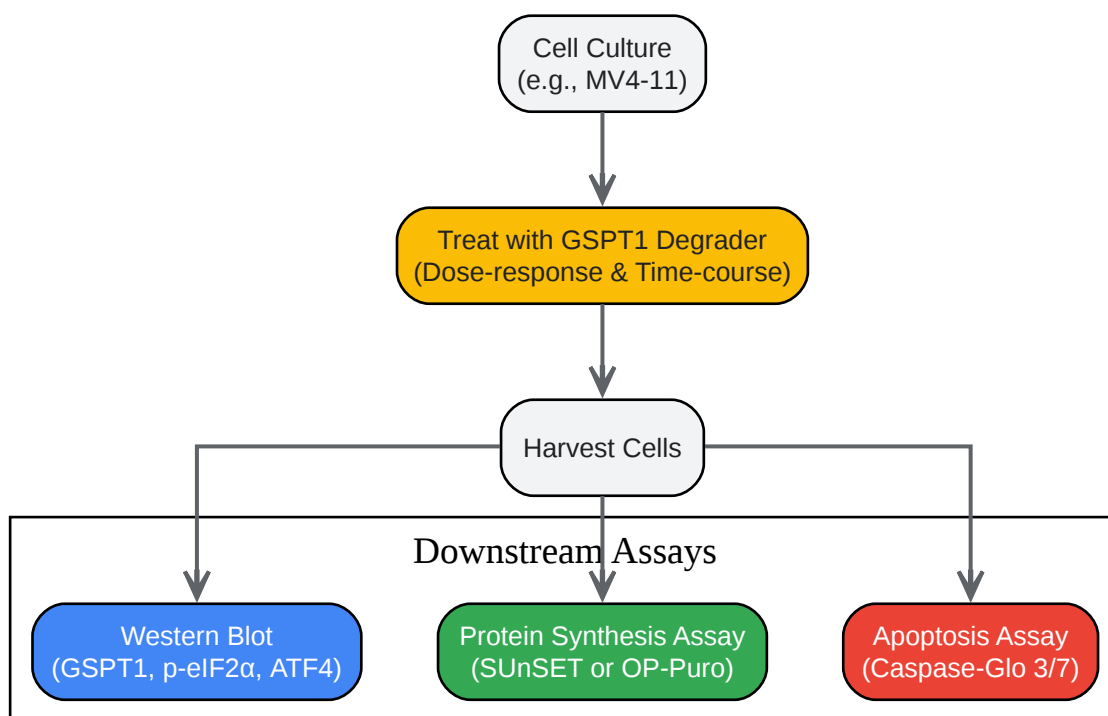 Cell Culture
(e.g., MV4-11)
Treat with GSPT1 Degrader
(Dose-response & Time-course)
Harvest Cells
Downstream Assays
Western Blot
(GSPT1, p-eIF2α, ATF4)
Protein Synthesis Assay
(SUnSET or OP-Puro)
Apoptosis Assay
(Caspase-Glo 3/7)